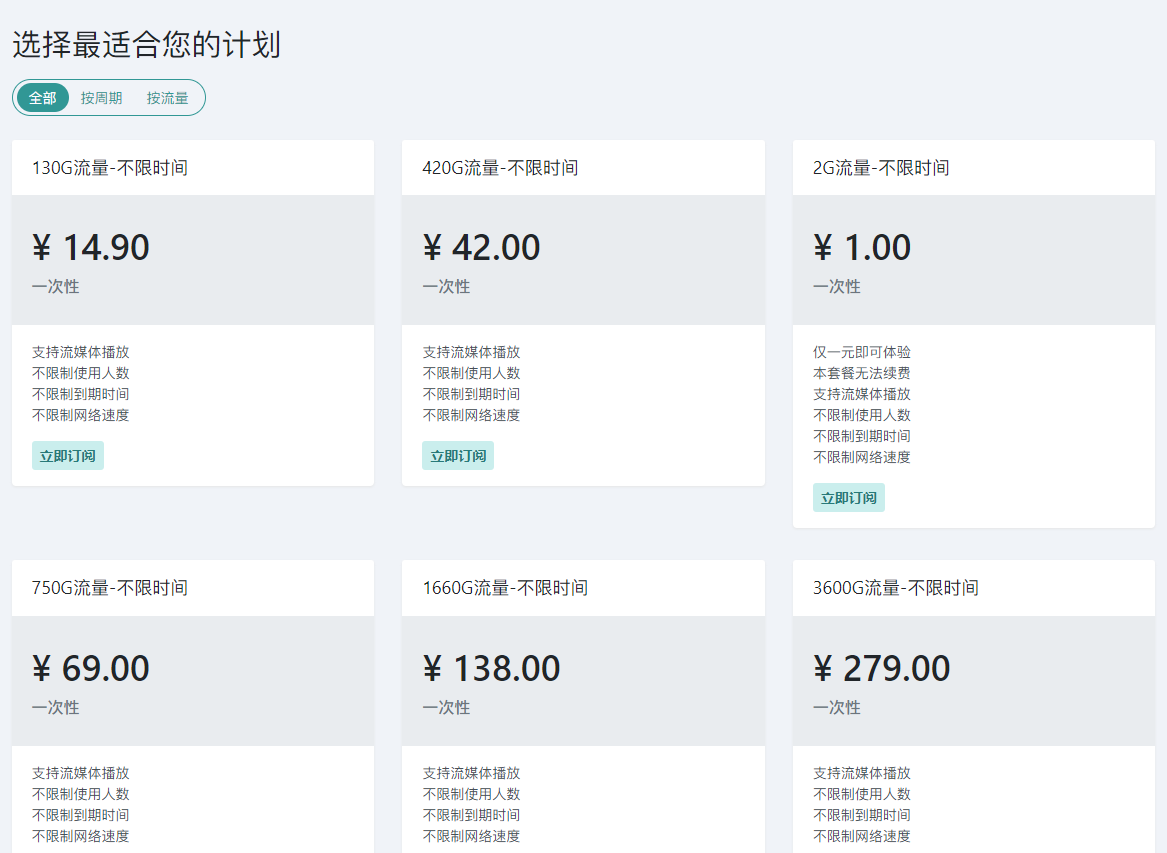 选择最适合您的计划
全部 按周期 按流量
130G流量-不限时间
¥ 14.90
一次性
支持流媒体播放
不限制使用人数
不限制到期时间
不限制网络速度
立即订阅
420G流量-不限时间
¥ 42.00
一次性
支持流媒体播放
不限制使用人数
不限制到期时间
不限制网络速度
立即订阅
2G流量-不限时间
¥ 1.00
一次性
仅一元即可体验
本套餐无法续费
支持流媒体播放
不限制使用人数
不限制到期时间
不限制网络速度
立即订阅
750G流量-不限时间
¥ 69.00
一次性
支持流媒体播放
不限制使用人数
不限制到期时间
不限制网络速度
1660G流量-不限时间
¥ 138.00
一次性
支持流媒体播放
不限制使用人数
不限制到期时间
不限制网络速度
3600G流量-不限时间
¥ 279.00
一次性
支持流媒体播放
不限制使用人数
不限制到期时间
不限制网络速度